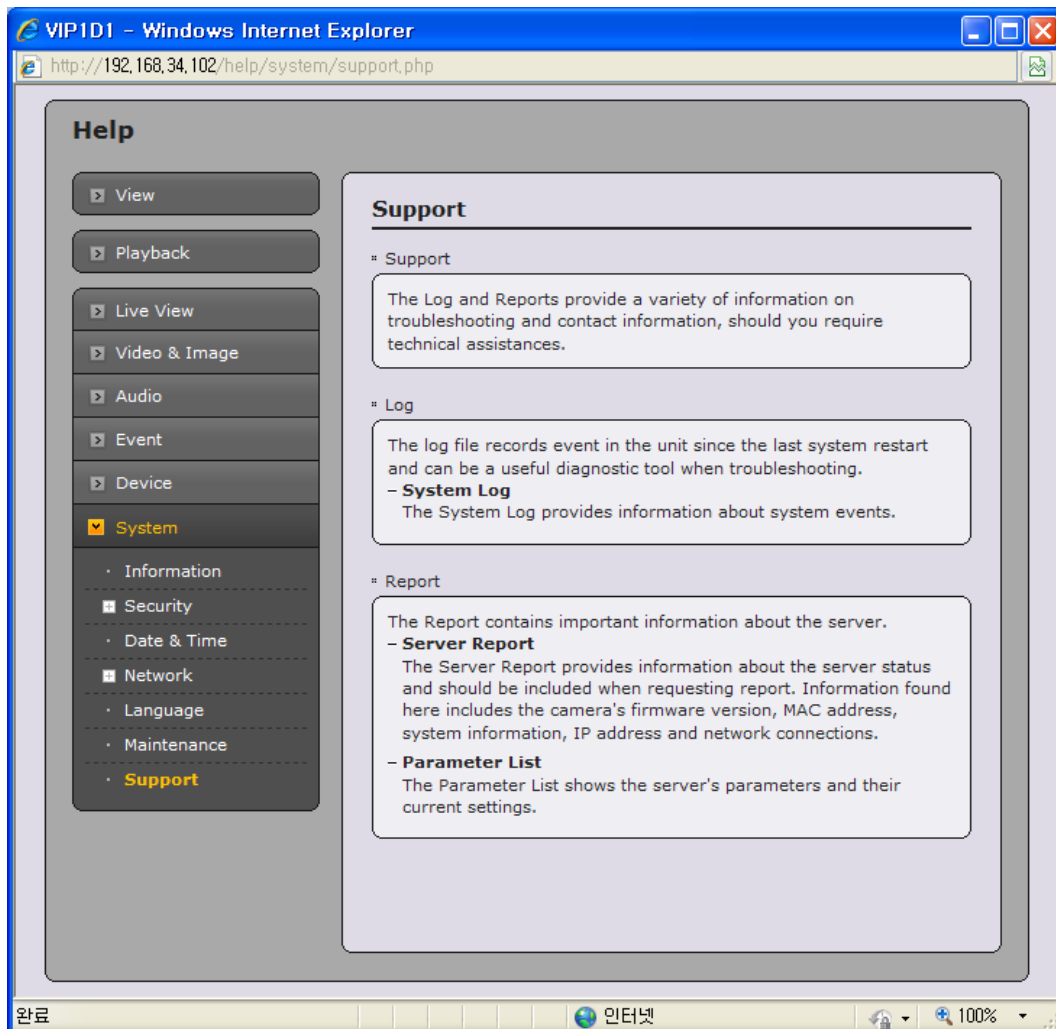 VIP1D1 - Windows Internet Explorer
http://192.168.34.102/help/system/support.php
Help
View
Playback
Live View
Video & Image
Audio
Event
Device
System
· Information
Security
· Date & Time
Network
· Language
· Maintenance
· Support
Support
Support
The Log and Reports provide a variety of information on
troubleshooting and contact information, should you require
technical assistances.
Log
The log file records event in the unit since the last system restart
and can be a useful diagnostic tool when troubleshooting.
– System Log
The System Log provides information about system events.
Report
The Report contains important information about the server.
– Server Report
The Server Report provides information about the server status
and should be included when requesting report. Information found
here includes the camera's firmware version, MAC address,
system information, IP address and network connections.
– Parameter List
The Parameter List shows the server's parameters and their
current settings.
완료
인터넷
100%